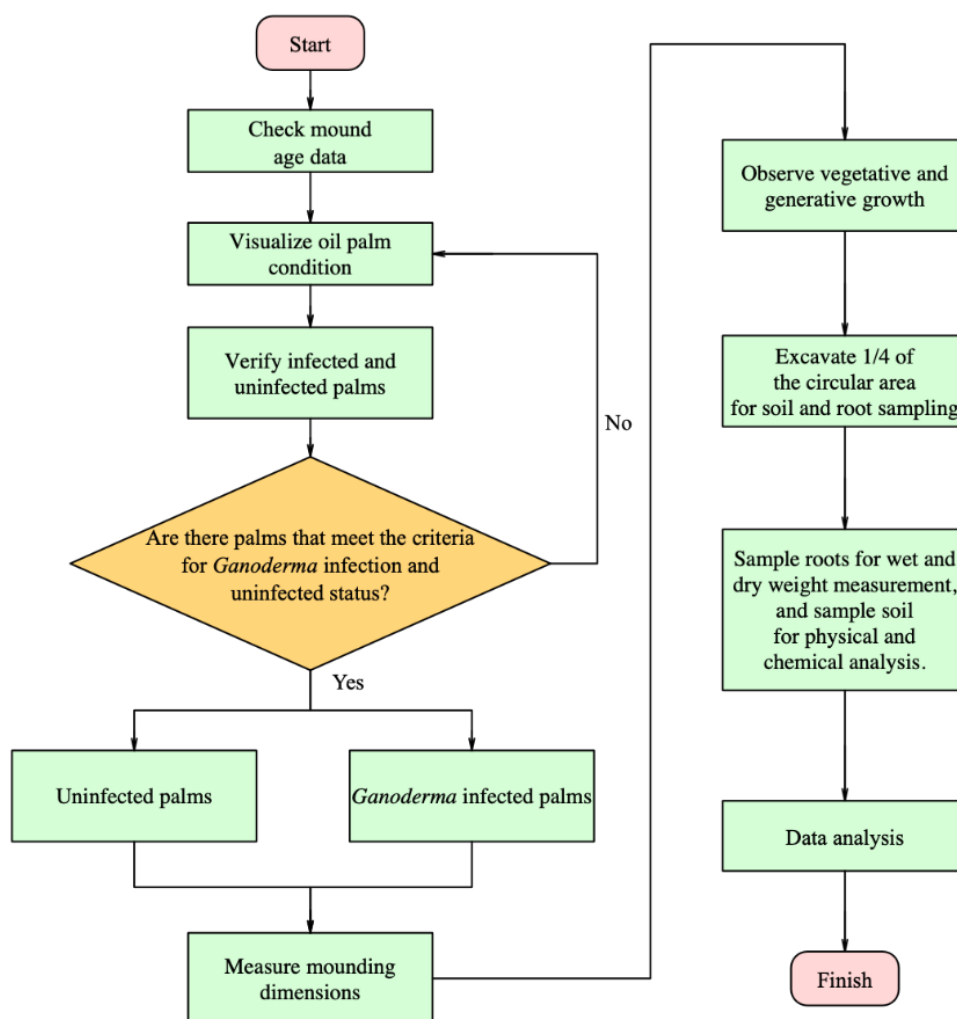 Start
Check mound
age data
Visualize oil palm
condition
Verify infected and
uninfected palms
No
Are there palms that meet the criteria
for Ganoderma infection and
uninfected status?
Yes
Uninfected palms
Ganoderma infected palms
Measure mounding
dimensions
Observe vegetative and
generative growth
Excavate 1/4 of
the circular area
for soil and root sampling
Sample roots for wet and
dry weight measurement,
and sample soil
for physical and
chemical analysis.
Data analysis
Finish